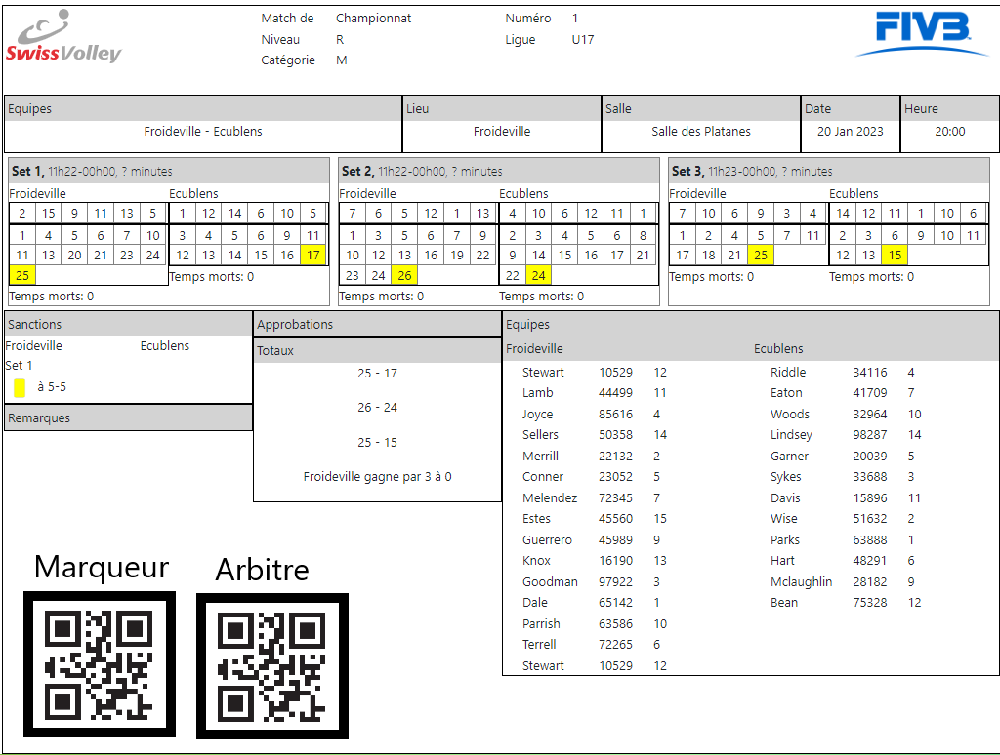 SwissVolley
Match de Championnat Numéro 1
Niveau R Ligue U17
Catégorie M
FIVB
Equipes Lieu Salle Date Heure
Froideville - Ecublens Froideville Salle des Platanes 20 Jan 2023 20:00
Set 1, 11h22-00h00, ? minutes
Froideville Ecublens
2 15 9 11 13 5 1 12 14 6 10 5
1 4 5 6 7 10 3 4 5 6 9 11
11 13 20 21 23 24 12 13 14 15 16 17
25 Temps morts: 0
Temps morts: 0
Set 2, 11h22-00h00, ? minutes
Froideville Ecublens
7 6 5 12 1 13 4 10 6 12 11 1
1 3 5 6 7 9 2 3 4 5 6 8
10 12 13 16 19 22 9 14 15 16 17 21
23 24 26 22 24
Temps morts: 0 Temps morts: 0
Set 3, 11h23-00h00, ? minutes
Froideville Ecublens
7 10 6 9 3 4 14 12 11 1 10 6
1 2 4 5 7 11 2 3 6 9 10 11
17 18 21 25 12 13 15
Temps morts: 0 Temps morts: 0
Sanctions
Froideville Ecublens
Set 1
à 5-5
Remarques
Approbations
Totaux
25 - 17
26 - 24
25 - 15
Froideville gagne par 3 à 0
Equipes
Froideville Ecublens
Stewart 10529 12 Riddle 34116 4
Lamb 44499 11 Eaton 41709 7
Joyce 85616 4 Woods 32964 10
Sellers 50358 14 Lindsey 98287 14
Merrill 22132 2 Garner 20039 5
Conner 23052 5 Sykes 33688 3
Melendez 72345 7 Davis 15896 11
Estes 45560 15 Wise 51632 2
Guerrero 45989 9 Parks 63888 1
Knox 16190 13 Hart 48291 6
Goodman 97922 3 Mclaughlin 28182 9
Dale 65142 1 Bean 75328 12
Parrish 63586 10
Terrell 72265 6
Stewart 10529 12
Marqueur Arbitre